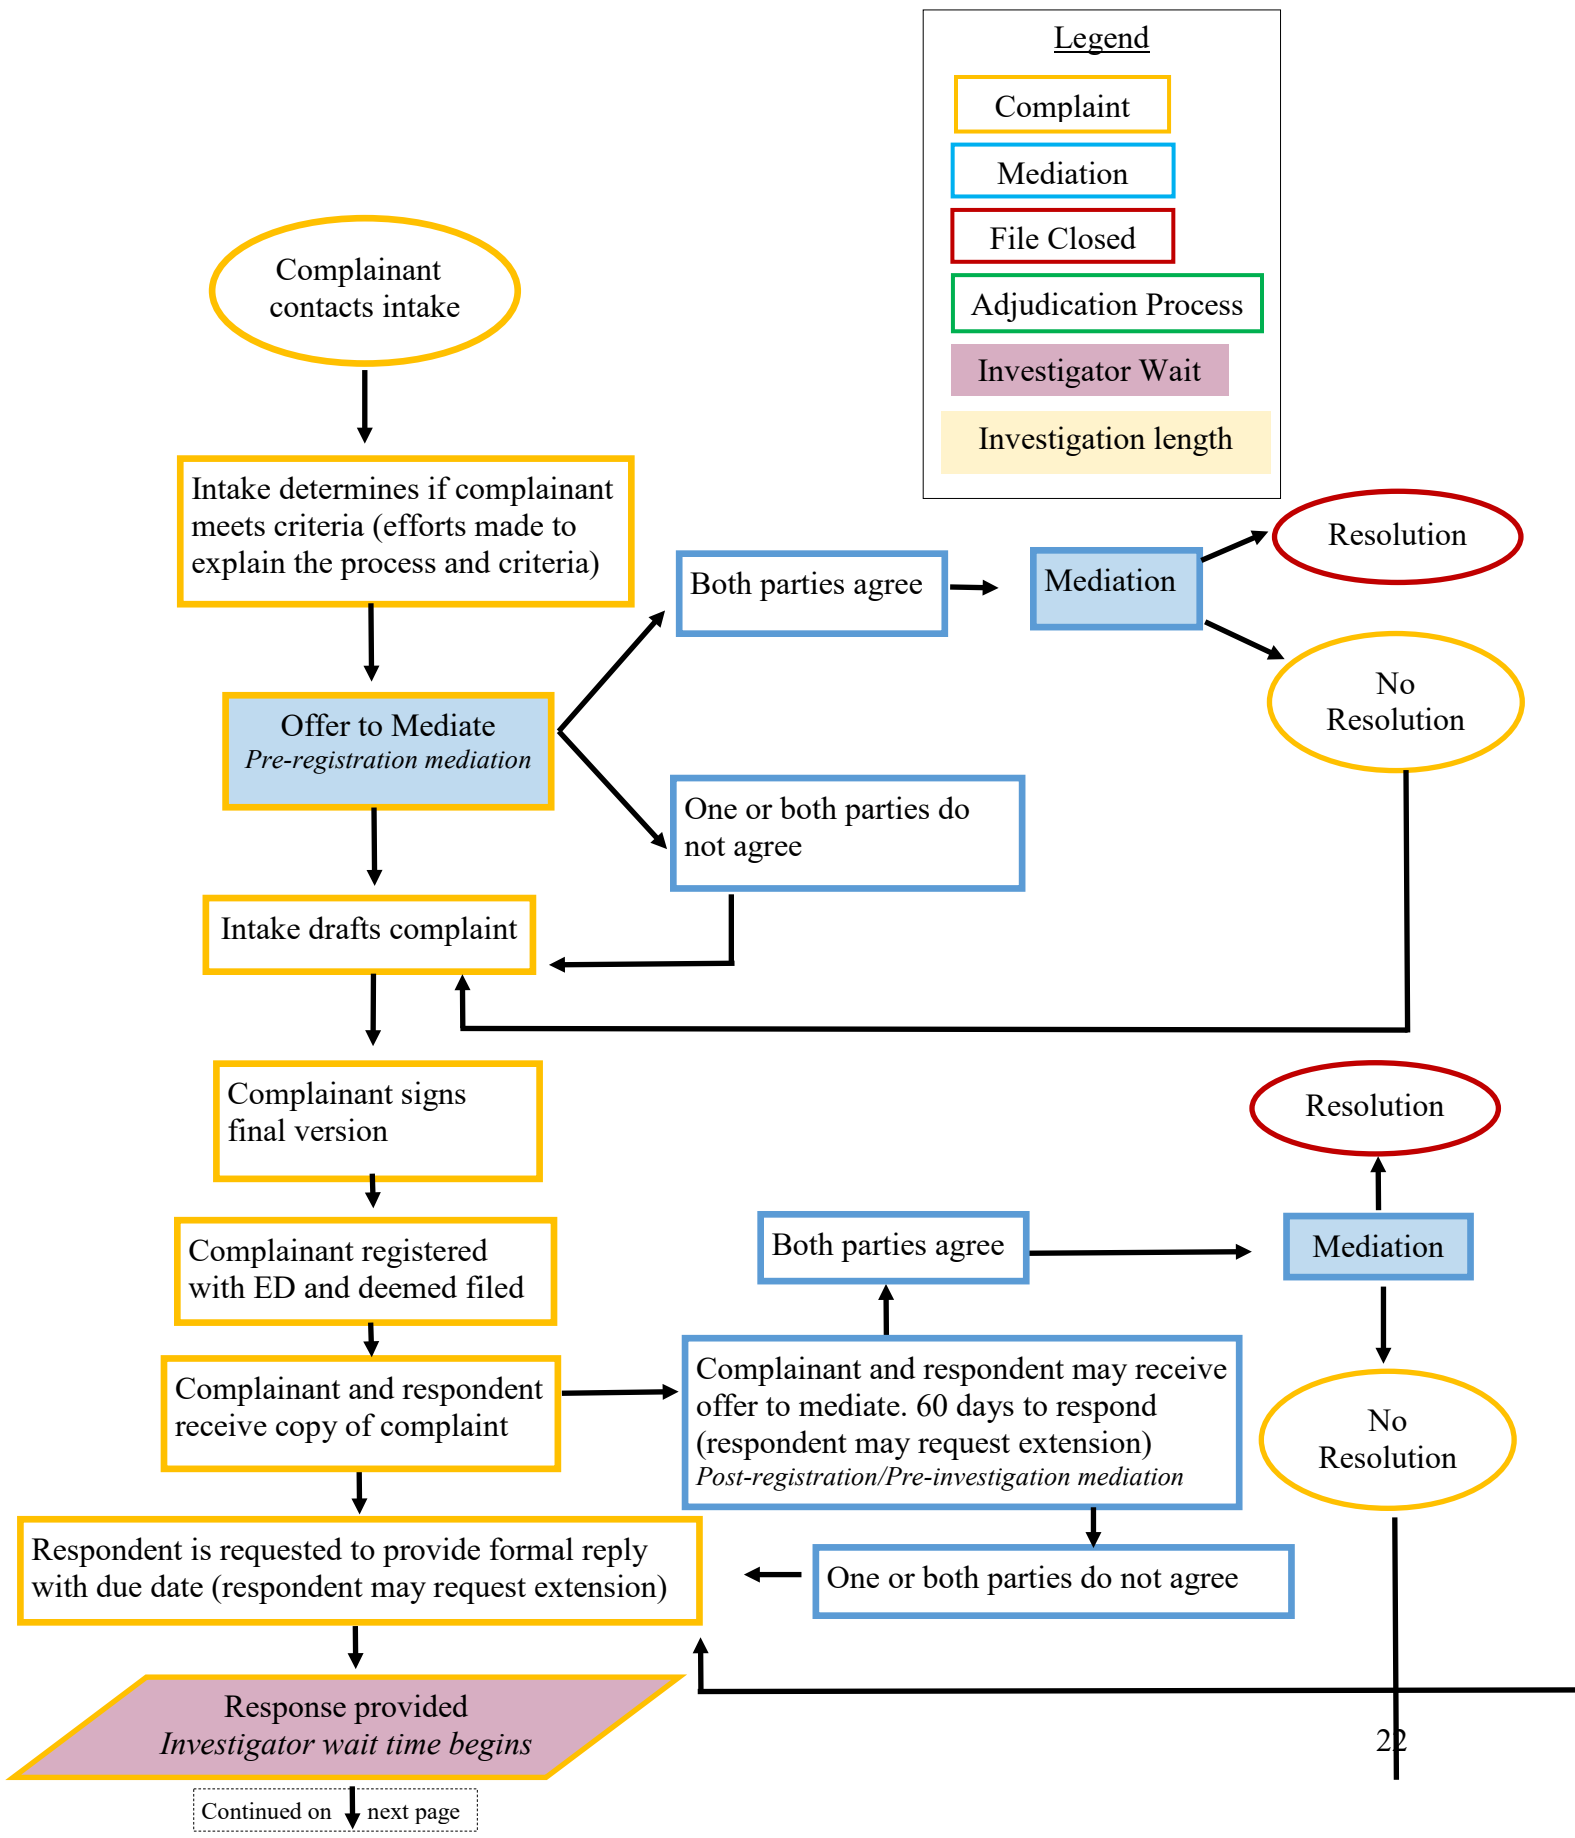 Legend
Complaint
Mediation
File Closed
Adjudication Process
Investigator Wait
Investigation length
Complainant
contacts intake
Intake determines if complainant
meets criteria (efforts made to
explain the process and criteria)
Both parties agree
Mediation
Resolution
No
Resolution
Offer to Mediate
Pre-registration mediation
One or both parties do
not agree
Intake drafts complaint
Complainant signs
final version
Resolution
Complainant registered
with ED and deemed filed
Both parties agree
Mediation
Complainant and respondent
receive copy of complaint
Complainant and respondent may receive
offer to mediate. 60 days to respond
(respondent may request extension)
Post-registration/Pre-investigation mediation
No
Resolution
Respondent is requested to provide formal reply
with due date (respondent may request extension)
One or both parties do not agree
Response provided
Investigator wait time begins
22
Continued on next page